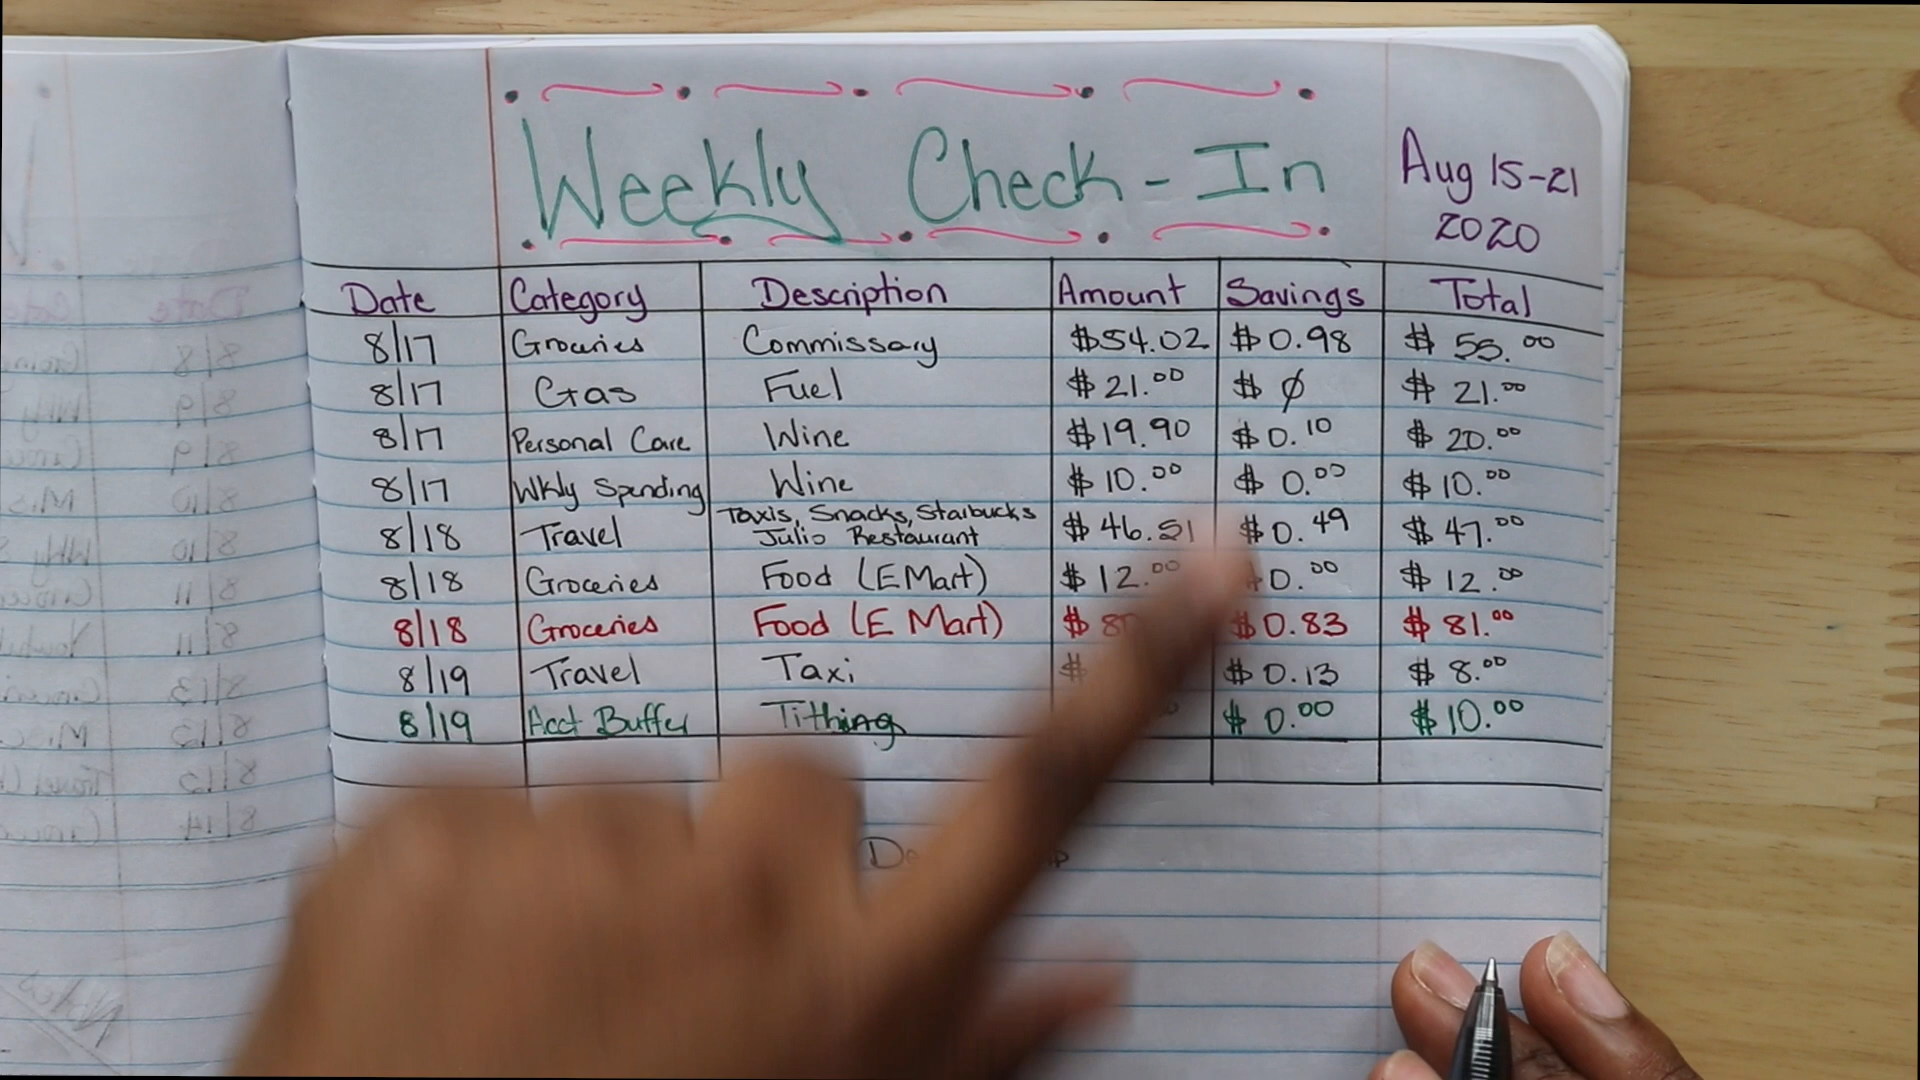 Weekly Check-In
Aug 15-21
2020
Date Category Description Amount Savings Total
8/17 Groceries Commissary $54.02 $0.98 $55.00
8/17 Gas Fuel $21.00 $0 $21.00
8/17 Personal Care Wine $19.90 $0.10 $20.00
8/17 Wkly Spending Wine $10.00 $0.00 $10.00
8/18 Travel Taxis, Snacks, Starbucks $46.51 $0.49 $47.00
Julio Restaurant
8/18 Groceries Food (EMart) $12.00 $0.00 $12.00
8/18 Groceries Food (E Mart) $ $0.83 $81.00
8/19 Travel Taxi $ $0.13 $8.00
8/19 Acct Buffer Tithing $0.00 $10.00